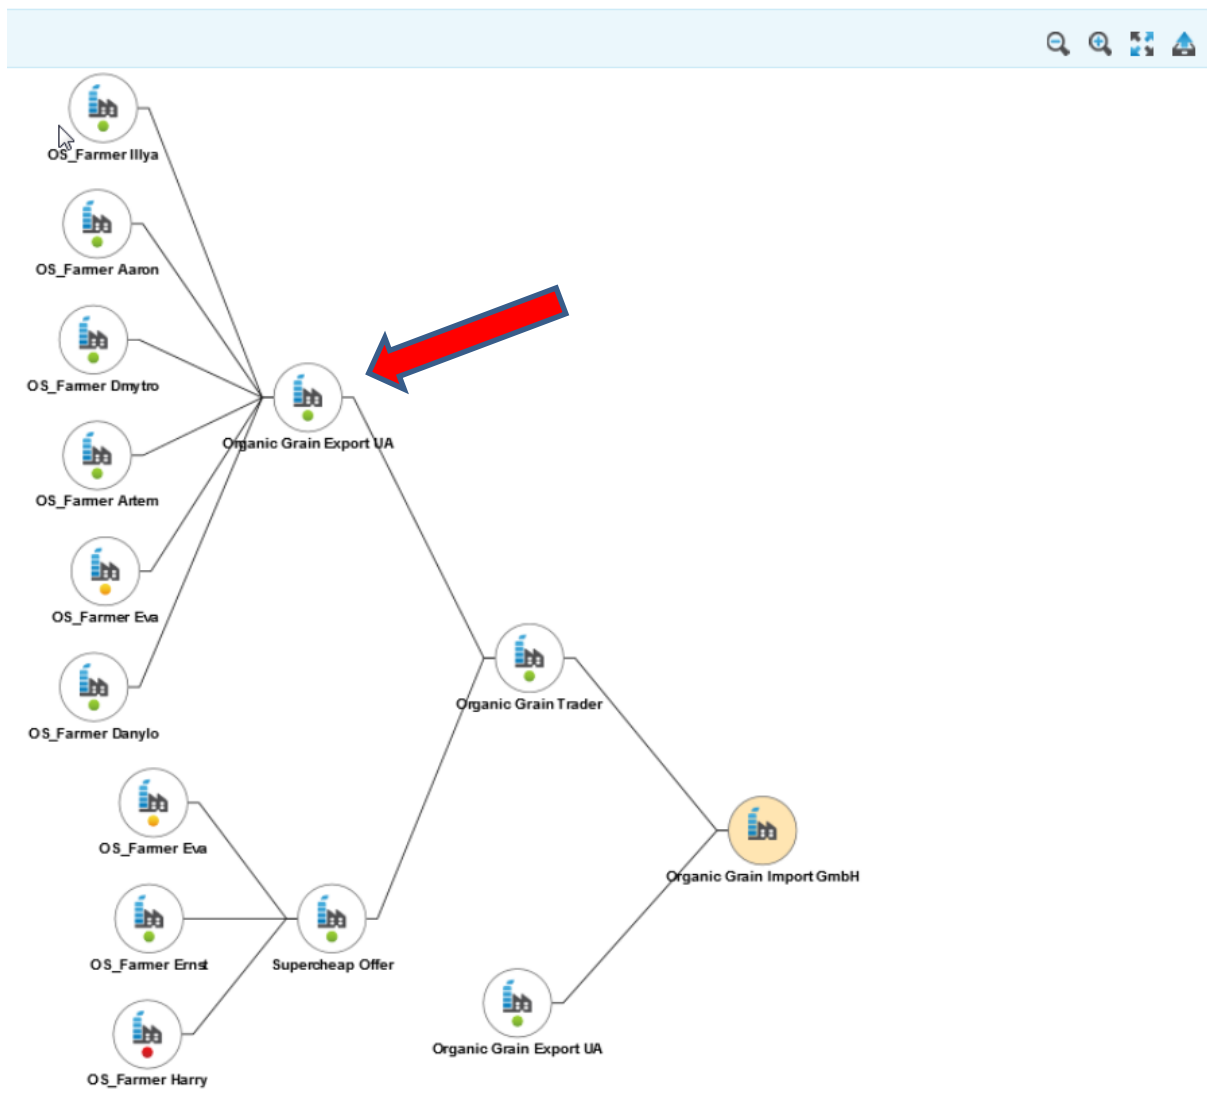 OS_Farmer Illya
OS_Farmer Aaron
OS_Farmer Dmytro
Organic Grain Export UA
OS_Farmer Artem
OS_Farmer Eva
Organic Grain Trader
OS_Farmer Danylo
OS_Farmer Eva
Organic Grain Import GmbH
OS_Farmer Ernst
Supercheap Offer
Organic Grain Export UA
OS_Farmer Harry